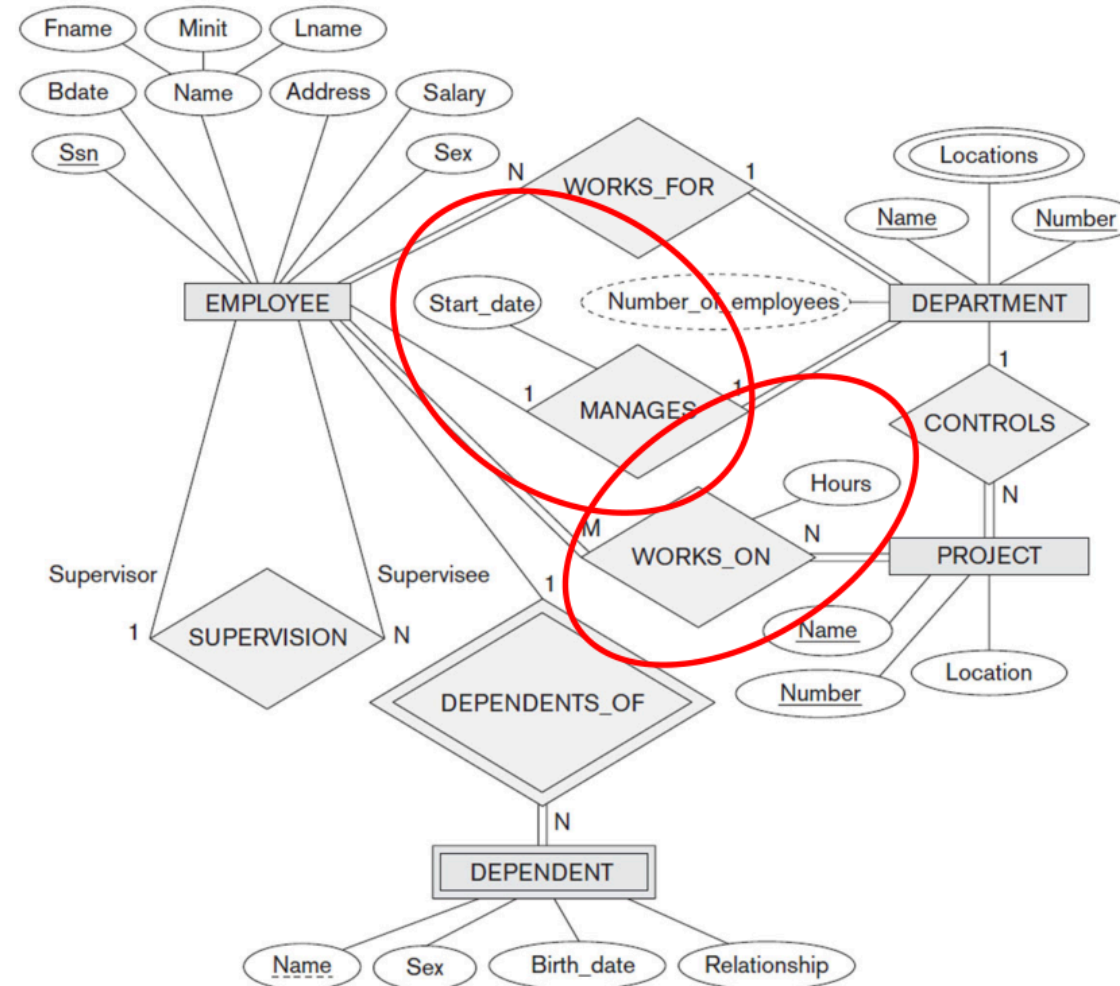 Fname Minit Lname
Bdate Name Address Salary
Ssn Sex
Locations
N WORKS_FOR 1
Name Number
EMPLOYEE Start_date Number_of_employees DEPARTMENT
1 MANAGES 1
1
CONTROLS
Hours
N
M WORKS_ON N
PROJECT
Supervisor Supervisee
1 SUPERVISION N
1
Name
Number Location
DEPENDENTS_OF
N
DEPENDENT
Name Sex Birth_date Relationship